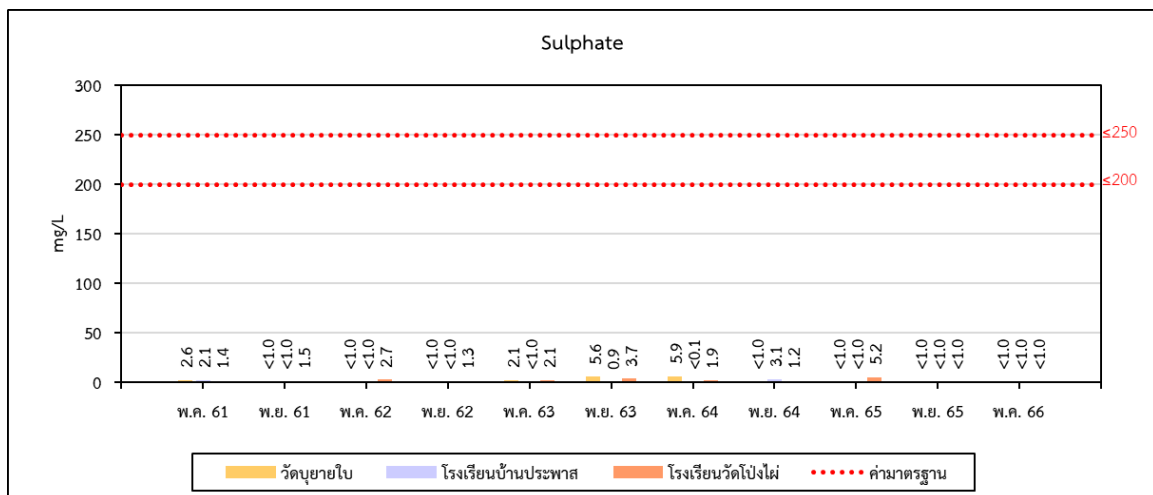 Sulphate
300
250
≤250
200
≤200
150
mg/L
100
50
2.6 2.1 1.4 <1.0 <1.0 1.5 <1.0 <1.0 2.7 <1.0 <1.0 1.3 2.1 <1.0 2.1 5.6 0.9 3.7 5.9 <0.1 1.9 <1.0 3.1 1.2 <1.0 <1.0 5.2 <1.0 <1.0 <1.0 <1.0 <1.0 <1.0
0
พ.ค. 61 พ.ย. 61 พ.ค. 62 พ.ย. 62 พ.ค. 63 พ.ย. 63 พ.ค. 64 พ.ย. 64 พ.ค. 65 พ.ย. 65 พ.ค. 66
วัดบุยายใบ โรงเรียนบ้านประพาส โรงเรียนวัดโป่งไผ่ ค่ามาตรฐาน